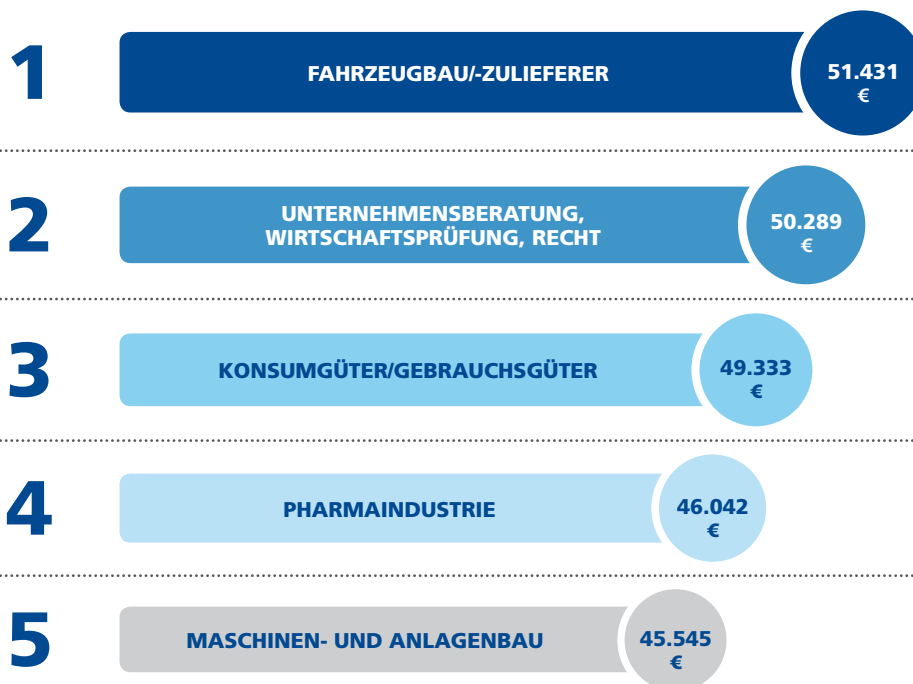 1
FAHRZEUGBAU/-ZULIEFERER
51.431
€
2
UNTERNEHMENSBERATUNG,
WIRTSCHAFTSPRÜFUNG, RECHT
50.289
€
3
KONSUMGÜTER/GEBRAUCHSGÜTER
49.333
€
4
PHARMAINDUSTRIE
46.042
€
5
MASCHINEN- UND ANLAGENBAU
45.545
€